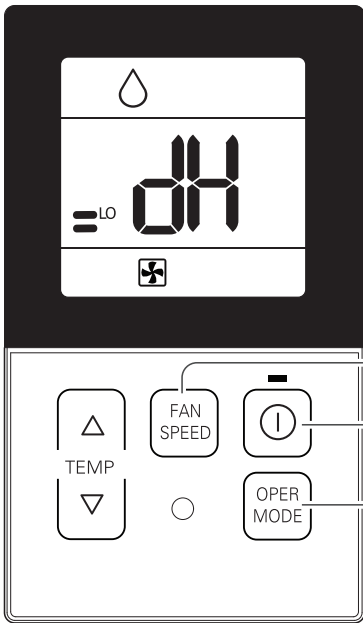 LO
dH
FAN
SPEED
TEMP
OPER
MODE